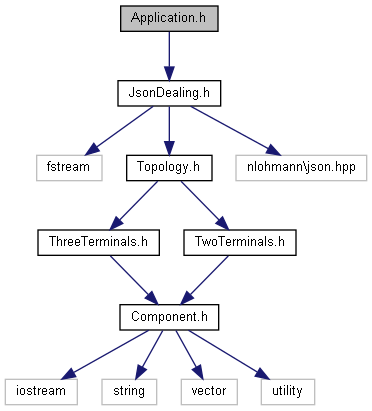 Application.h
JsonDealing.h
fstream
Topology.h
nlohmann\json.hpp
ThreeTerminals.h
TwoTerminals.h
Component.h
iostream
string
vector
utility